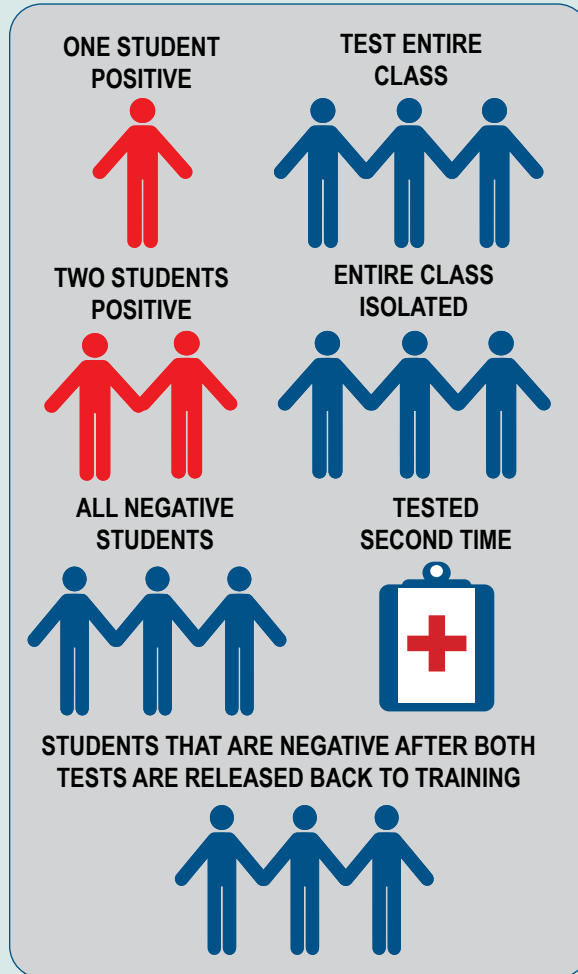 ONE STUDENT
POSITIVE
TEST ENTIRE
CLASS
TWO STUDENTS
POSITIVE
ENTIRE CLASS
ISOLATED
ALL NEGATIVE
STUDENTS
TESTED
SECOND TIME
STUDENTS THAT ARE NEGATIVE AFTER BOTH
TESTS ARE RELEASED BACK TO TRAINING